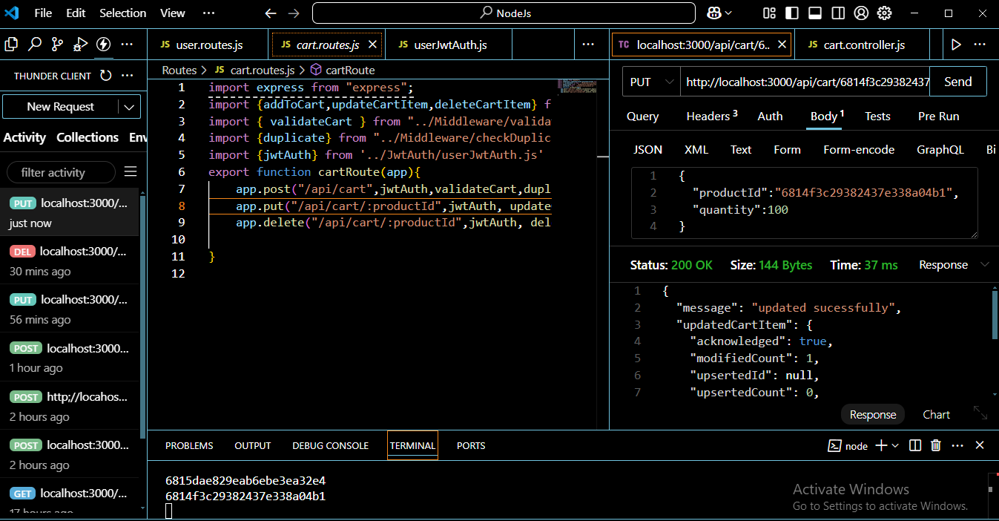 File Edit Selection View ··· NodeJs
JS user.routes.js JS cart.routes.js JS userJwtAuth.js ··· TC localhost:3000/api/cart/6.. JS cart.controller.js ···
THUNDER CLIENT ···
New Request
Activity Collections Env
filter activity
PUT localhost:3000/...
just now
DEL localhost:3000/...
30 mins ago
PUT localhost:3000/...
56 mins ago
POST localhost:3000...
1 hour ago
POST http;//locahos...
2 hours ago
POST localhost:3000...
2 hours ago
GET localhost:3000/...
17 hours ago
Routes > JS cart.routes.js > cartRoute
1 import express from "express";
2 import {addToCart,updateCartItem,deleteCartItem} f
3 import { validateCart } from "../Middleware/valida
4 import {duplicate} from "../Middleware/checkDuplic
5 import {jwtAuth} from '../JwtAuth/userJwtAuth.js'
6 export function cartRoute(app){
7 app.post("/api/cart",jwtAuth,validateCart,dupl
8 app.put("/api/cart/:productId",jwtAuth, update
9 app.delete("/api/cart/:productId",jwtAuth, del
10
11 }
12
PUT http://localhost:3000/api/cart/6814f3c29382437 Send
Query Headers 3 Auth Body 1 Tests Pre Run
JSON XML Text Form Form-encode GraphQL Bi
1 {
2 "productId":"6814f3c29382437e338a04b1",
3 "quantity":100
4 }
Status: 200 OK Size: 144 Bytes Time: 37 ms Response
1 {
2 "message": "updated sucessfully",
3 "updatedCartItem": {
4 "acknowledged": true,
5 "modifiedCount": 1,
6 "upsertedId": null,
7 "upsertedCount": 0,
Response Chart
PROBLEMS OUTPUT DEBUG CONSOLE TERMINAL PORTS node ···
6815dae829eab6ebe3ea32e4
6814f3c29382437e338a04b1
Activate Windows
Go to Settings to activate Windows.